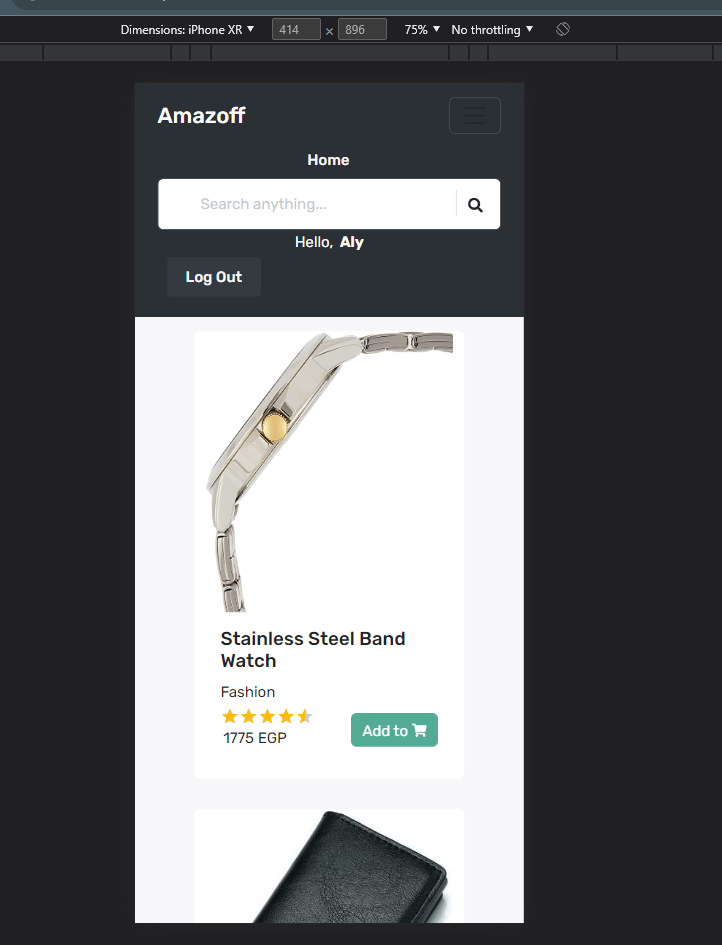 Dimensions: iPhone XR 414 × 896 75% No throttling
Amazoff
Home
Search anything...
Hello, Aly
Log Out
Stainless Steel Band
Watch
Fashion
1775 EGP
Add to